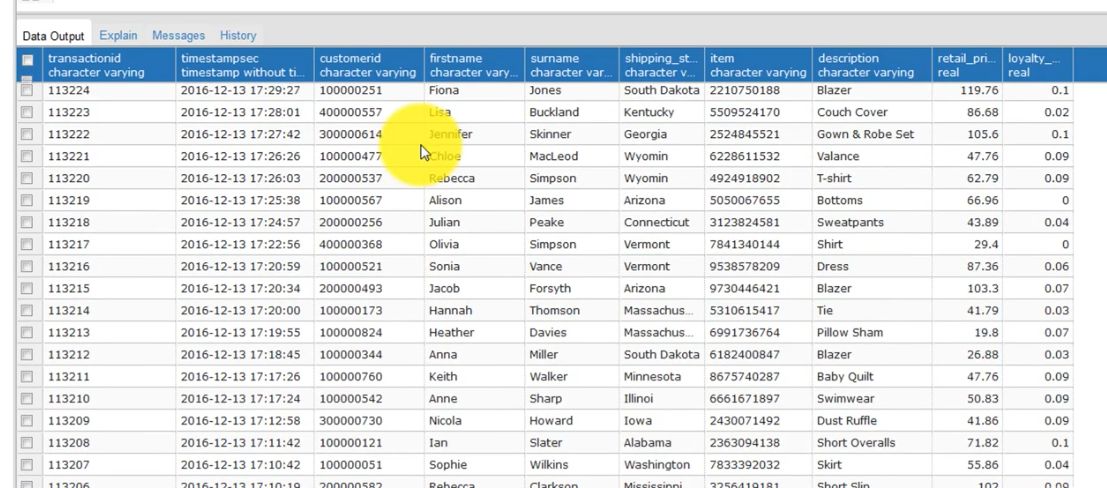 Data Output Explain Messages History
transactionid timestampsec customerid firstname surname shipping_st... item description retail_pri... loyalty_...
character varying timestamp without ti... character varying character vary... character var... character v... character varying character varying real real
113224 2016-12-13 17:29:27 100000251 Fiona Jones South Dakota 2210750188 Blazer 119.76 0.1
113223 2016-12-13 17:28:01 400000557 Lisa Buckland Kentucky 5509524170 Couch Cover 86.68 0.02
113222 2016-12-13 17:27:42 300000614 Jennifer Skinner Georgia 2524845521 Gown & Robe Set 105.6 0.1
113221 2016-12-13 17:26:26 100000477 Chloe MacLeod Wyomin 6228611532 Valance 47.76 0.09
113220 2016-12-13 17:26:03 200000537 Rebecca Simpson Wyomin 4924918902 T-shirt 62.79 0.09
113219 2016-12-13 17:25:38 100000567 Alison James Arizona 5050067655 Bottoms 66.96 0
113218 2016-12-13 17:24:57 200000256 Julian Peake Connecticut 3123824581 Sweatpants 43.89 0.04
113217 2016-12-13 17:22:56 400000368 Olivia Simpson Vermont 7841340144 Shirt 29.4 0
113216 2016-12-13 17:20:59 100000521 Sonia Vance Vermont 9538578209 Dress 87.36 0.06
113215 2016-12-13 17:20:34 200000493 Jacob Forsyth Arizona 9730446421 Blazer 103.3 0.07
113214 2016-12-13 17:20:00 100000173 Hannah Thomson Massachus... 5310615417 Tie 41.79 0.03
113213 2016-12-13 17:19:55 100000824 Heather Davies Massachus... 6991736764 Pillow Sham 19.8 0.07
113212 2016-12-13 17:18:45 100000344 Anna Miller South Dakota 6182400847 Blazer 26.88 0.03
113211 2016-12-13 17:17:26 100000760 Keith Walker Minnesota 8675740287 Baby Quilt 47.76 0.09
113210 2016-12-13 17:17:24 100000542 Anne Sharp Illinoi 6661671897 Swimwear 50.83 0.09
113209 2016-12-13 17:12:58 300000730 Nicola Howard Iowa 2430071492 Dust Ruffle 41.86 0.09
113208 2016-12-13 17:11:42 100000121 Ian Slater Alabama 2363094138 Short Overalls 71.82 0.1
113207 2016-12-13 17:10:42 100000051 Sophie Wilkins Washington 7833392032 Skirt 55.86 0.04
113206 2016-12-13 17:10:19 200000582 Rebecca Clarkson Mississippi 3256419181 Short Slip 102 0.09